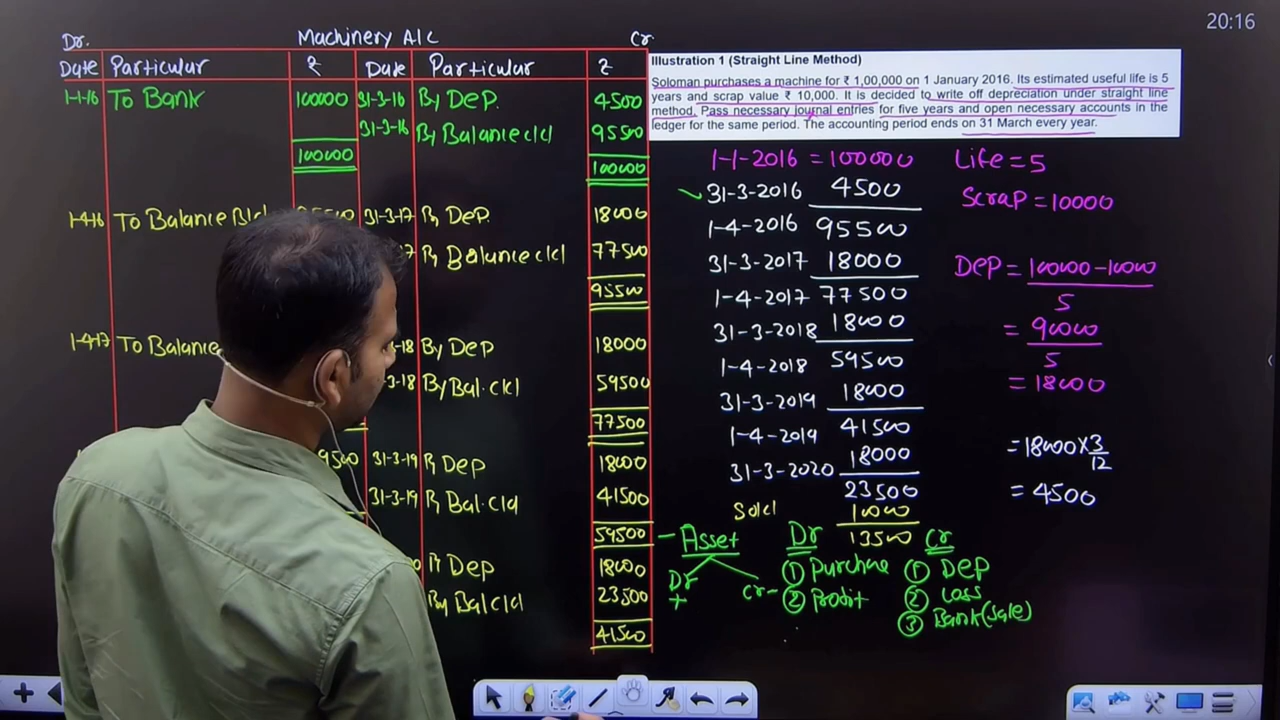 20:16
Dr. Machinery A/C Cr.
Date Particular ₹ Date Particular ₹
1-1-16 To Bank 100000 31-3-16 By Dep. 4500
31-3-16 By Balance c/d 95500
100000 100000
1-4-16 To Balance B/d 95500 31-3-17 By Dep. 18000
17 By Balance c/d 77500
95500
1-4-17 To Balance 18 By Dep 18000
3-18 By Bal. c/d 59500
77500
9500 31-3-19 By Dep 18000
31-3-19 By Bal. c/d 41500
59500
By Dep 18000
By Bal c/d 23500
41500
Illustration 1 (Straight Line Method)
Soloman purchases a machine for ₹ 1,00,000 on 1 January 2016. Its estimated useful life is 5
years and scrap value ₹ 10,000. It is decided to write off depreciation under straight line
method. Pass necessary journal entries for five years and open necessary accounts in the
ledger for the same period. The accounting period ends on 31 March every year.
1-1-2016 = 100000
31-3-2016 4500
1-4-2016 95500
31-3-2017 18000
1-4-2017 77500
31-3-2018 18000
1-4-2018 59500
31-3-2019 18000
1-4-2019 41500
31-3-2020 18000
23500
Sold 10000
13500
Life = 5
Scrap = 10000
Dep = 100000-10000
5
= 90000
5
= 18000
= 18000 × 3
12
= 4500
- Asset Dr Cr
Dr + Cr -
① Purchase ① Dep
② Profit ② Loss
③ Bank (Sale)